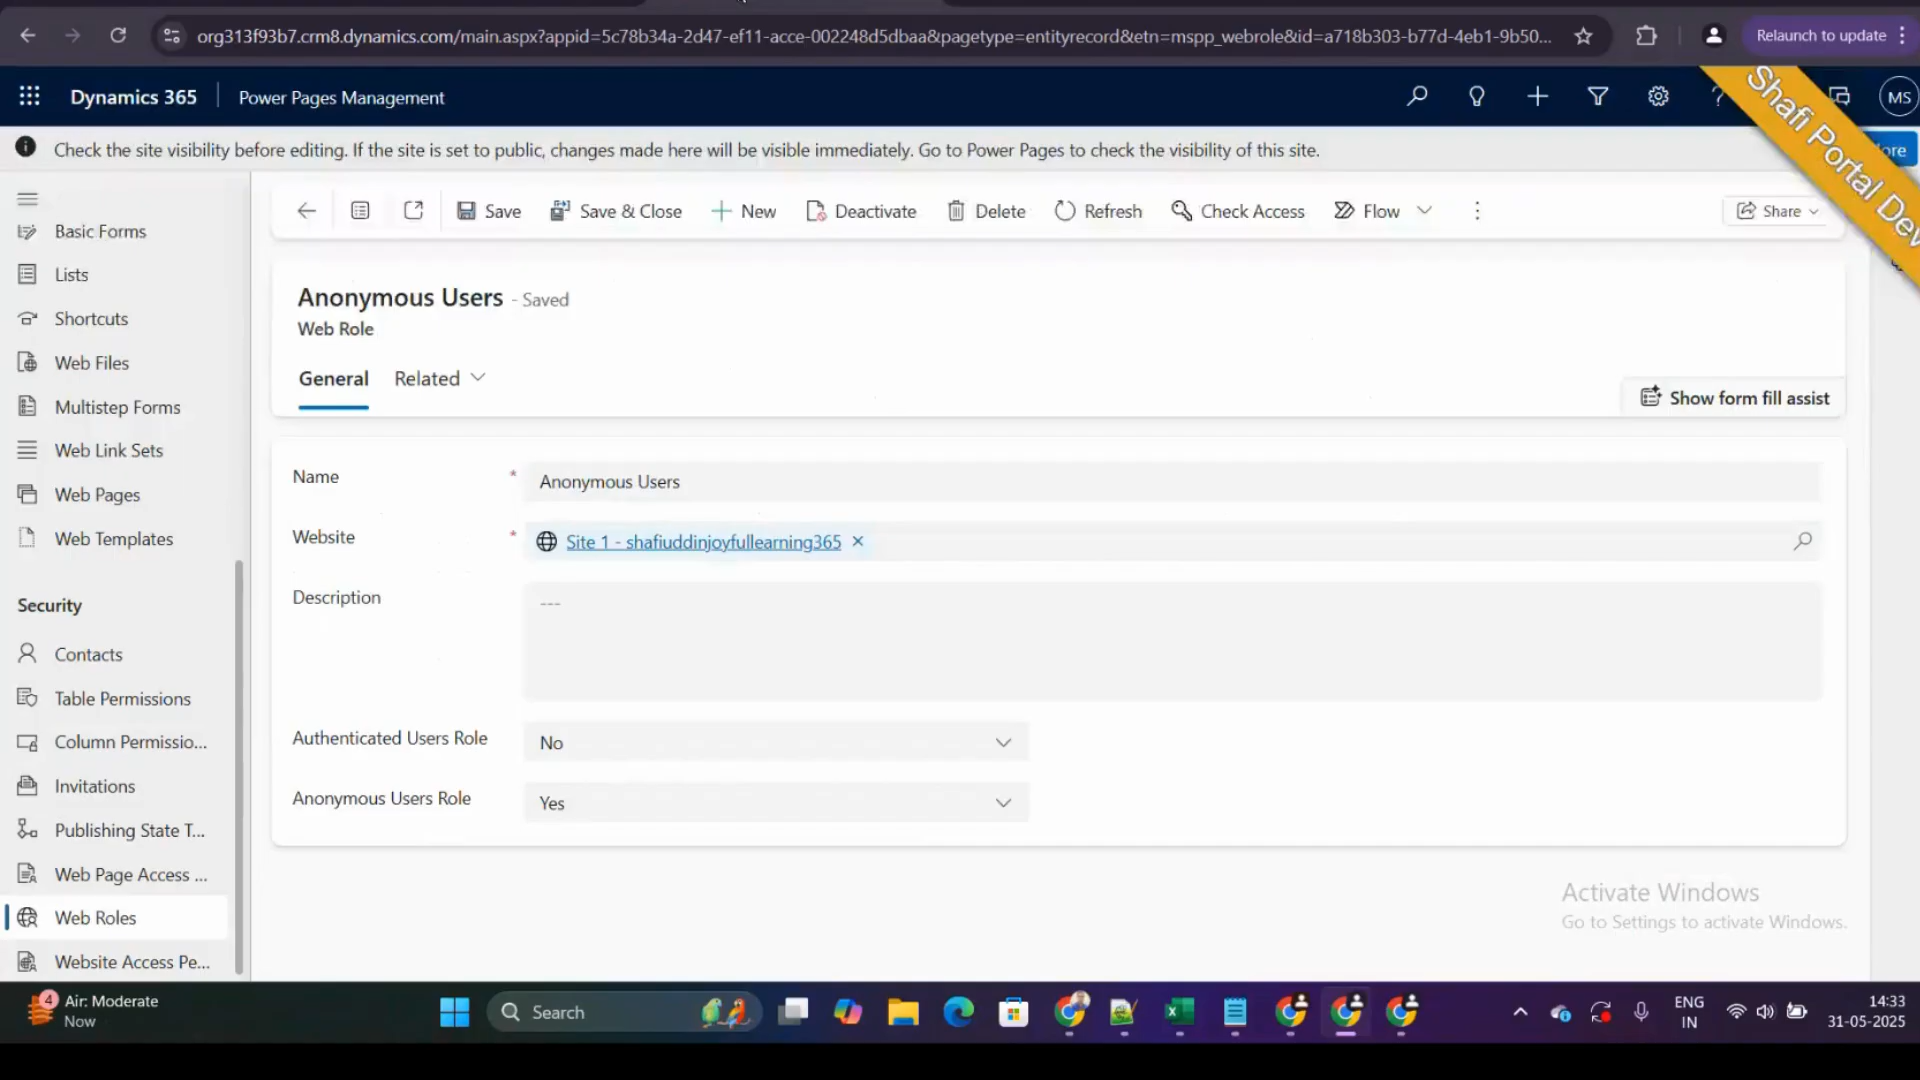 org313f93b7.crm8.dynamics.com/main.aspx?appid=5c78b34a-2d47-ef11-acce-002248d5dbaa&pagetype=entityrecord&etn=mspp_webrole&id=a718b303-b77d-4eb1-9b50...
Relaunch to update
Dynamics 365
Power Pages Management
MS
Shafi Portal Dev
Check the site visibility before editing. If the site is set to public, changes made here will be visible immediately. Go to Power Pages to check the visibility of this site.
Save
Save & Close
New
Deactivate
Delete
Refresh
Check Access
Flow
Share
Basic Forms
Lists
Shortcuts
Web Files
Multistep Forms
Web Link Sets
Web Pages
Web Templates
Security
Contacts
Table Permissions
Column Permissio...
Invitations
Publishing State T...
Web Page Access ...
Web Roles
Website Access Pe...
Anonymous Users - Saved
Web Role
General
Related
Show form fill assist
Name * Anonymous Users
Website * Site 1 - shafiuddinjoyfullearning365
Description ---
Authenticated Users Role No
Anonymous Users Role Yes
Activate Windows
Go to Settings to activate Windows.
4
Air: Moderate
Now
Search
ENG
IN
14:33
31-05-2025